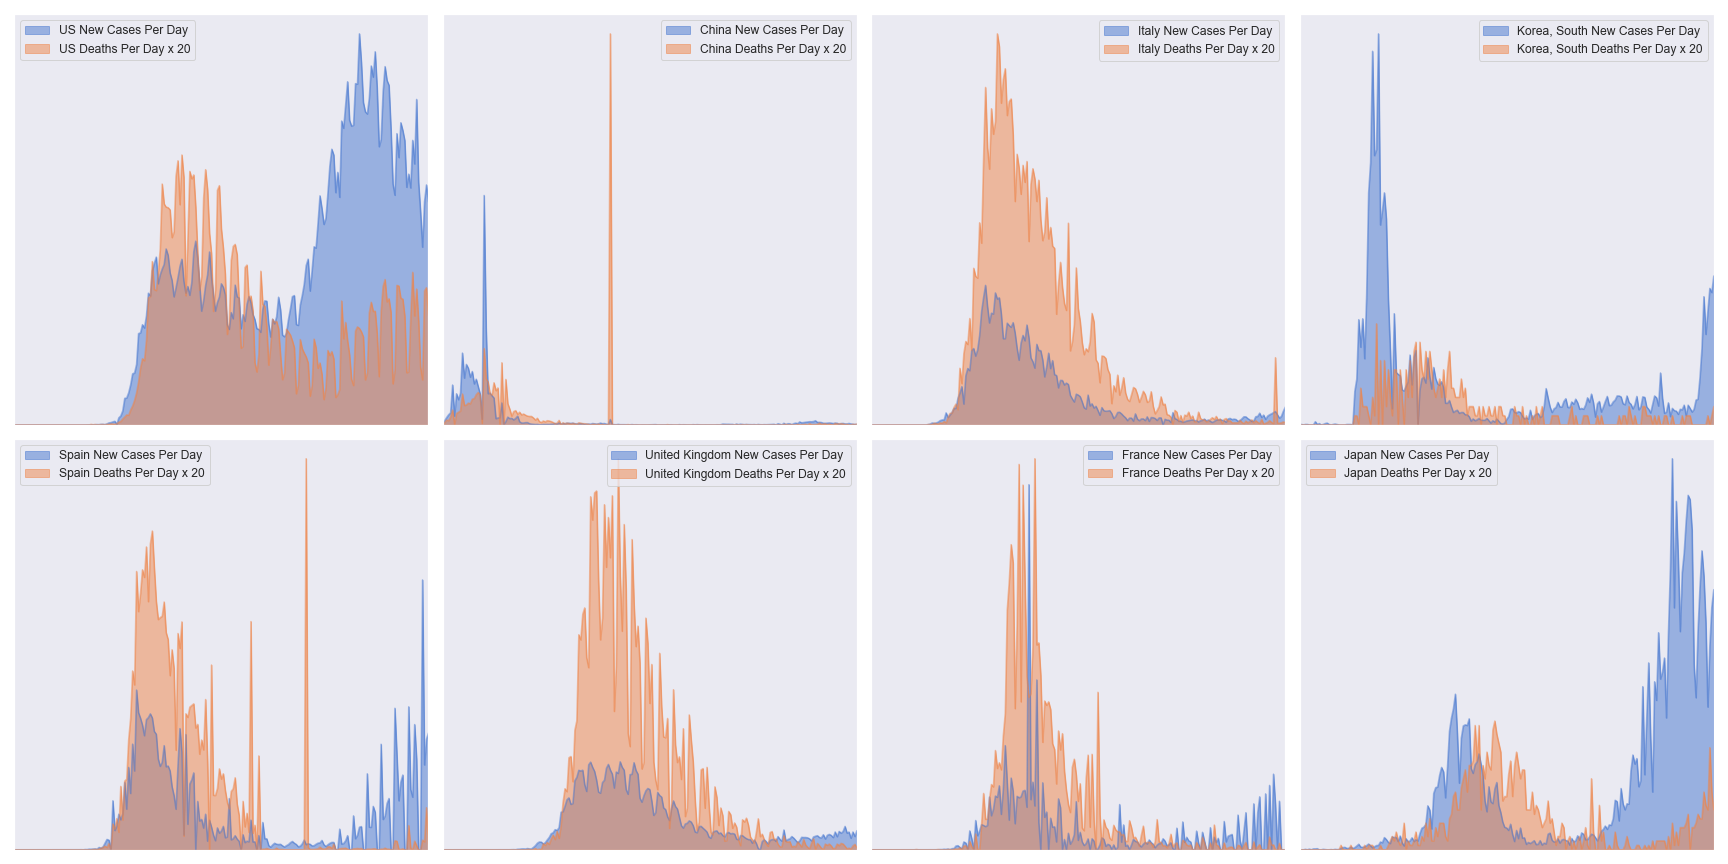 US New Cases Per Day
US Deaths Per Day x 20
China New Cases Per Day
China Deaths Per Day x 20
Italy New Cases Per Day
Italy Deaths Per Day x 20
Korea, South New Cases Per Day
Korea, South Deaths Per Day x 20
Spain New Cases Per Day
Spain Deaths Per Day x 20
United Kingdom New Cases Per Day
United Kingdom Deaths Per Day x 20
France New Cases Per Day
France Deaths Per Day x 20
Japan New Cases Per Day
Japan Deaths Per Day x 20